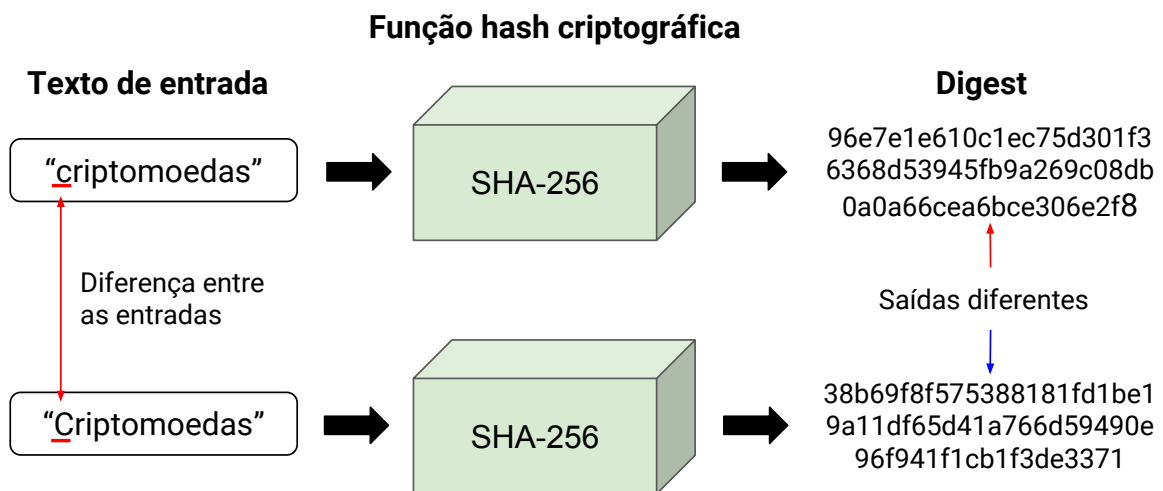 Função hash criptográfica
Texto de entrada
Digest
“criptomoedas”
SHA-256
96e7e1e610c1ec75d301f3
6368d53945fb9a269c08db
0a0a66cea6bce306e2f8
Diferença entre
as entradas
Saídas diferentes
“Criptomoedas”
SHA-256
38b69f8f575388181fd1be1
9a11df65d41a766d59490e
96f941f1cb1f3de3371